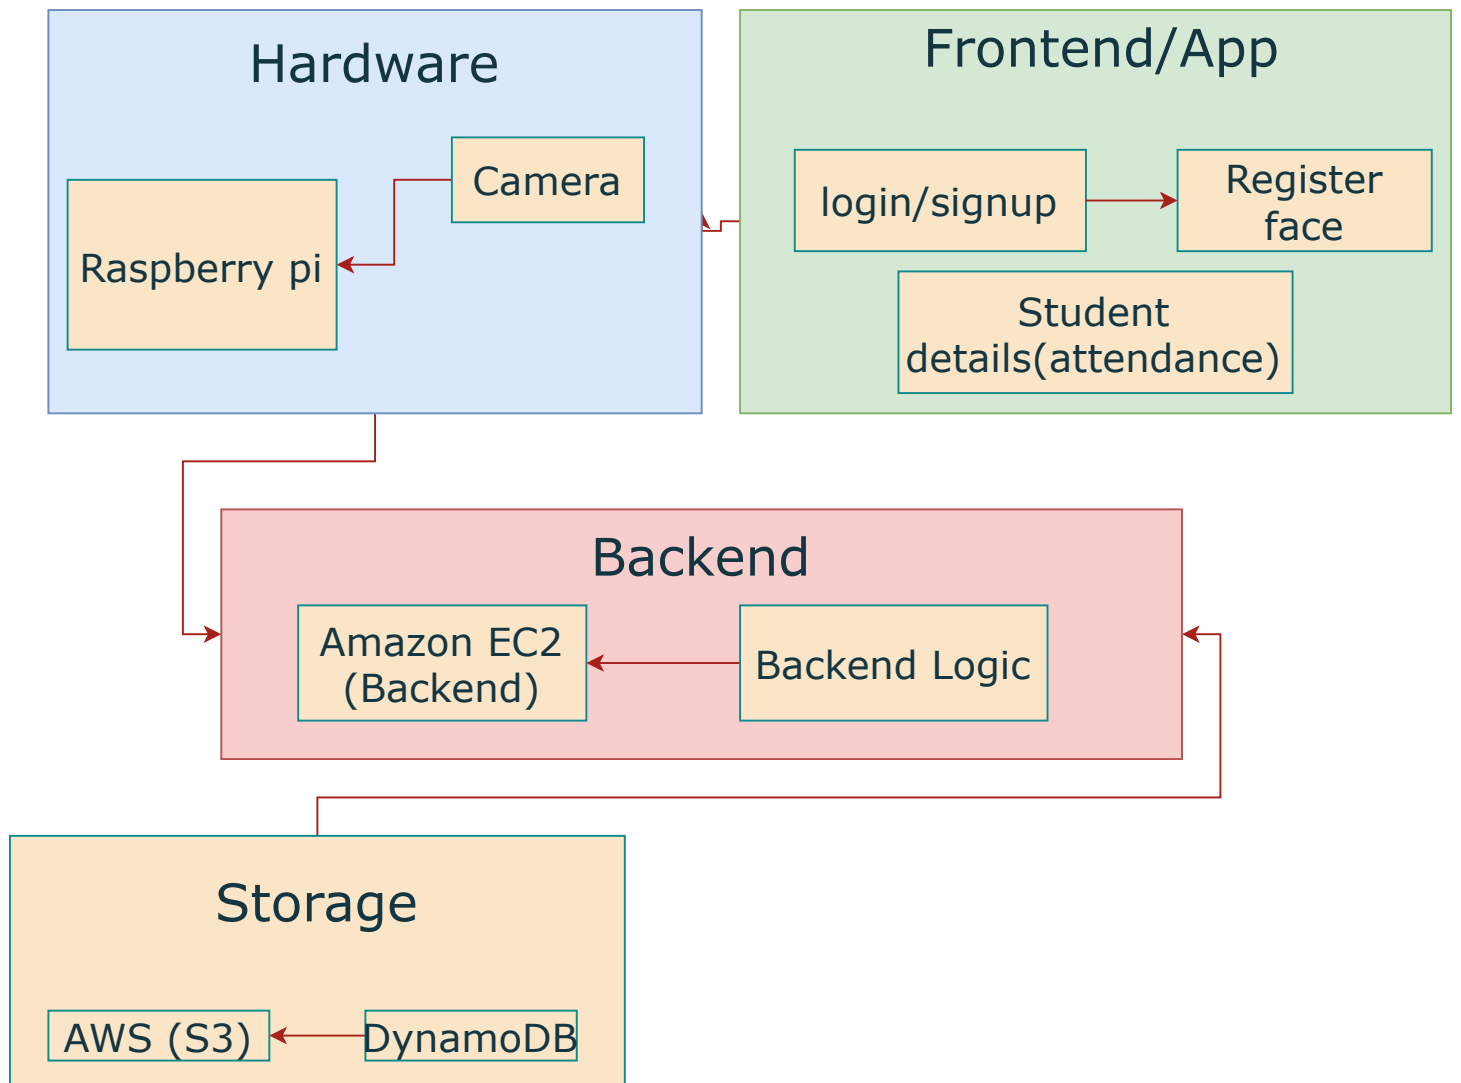 Hardware
Camera
Raspberry pi
Frontend/App
login/signup
Register
face
Student
details(attendance)
Backend
Amazon EC2
(Backend)
Backend Logic
Storage
AWS (S3)
DynamoDB